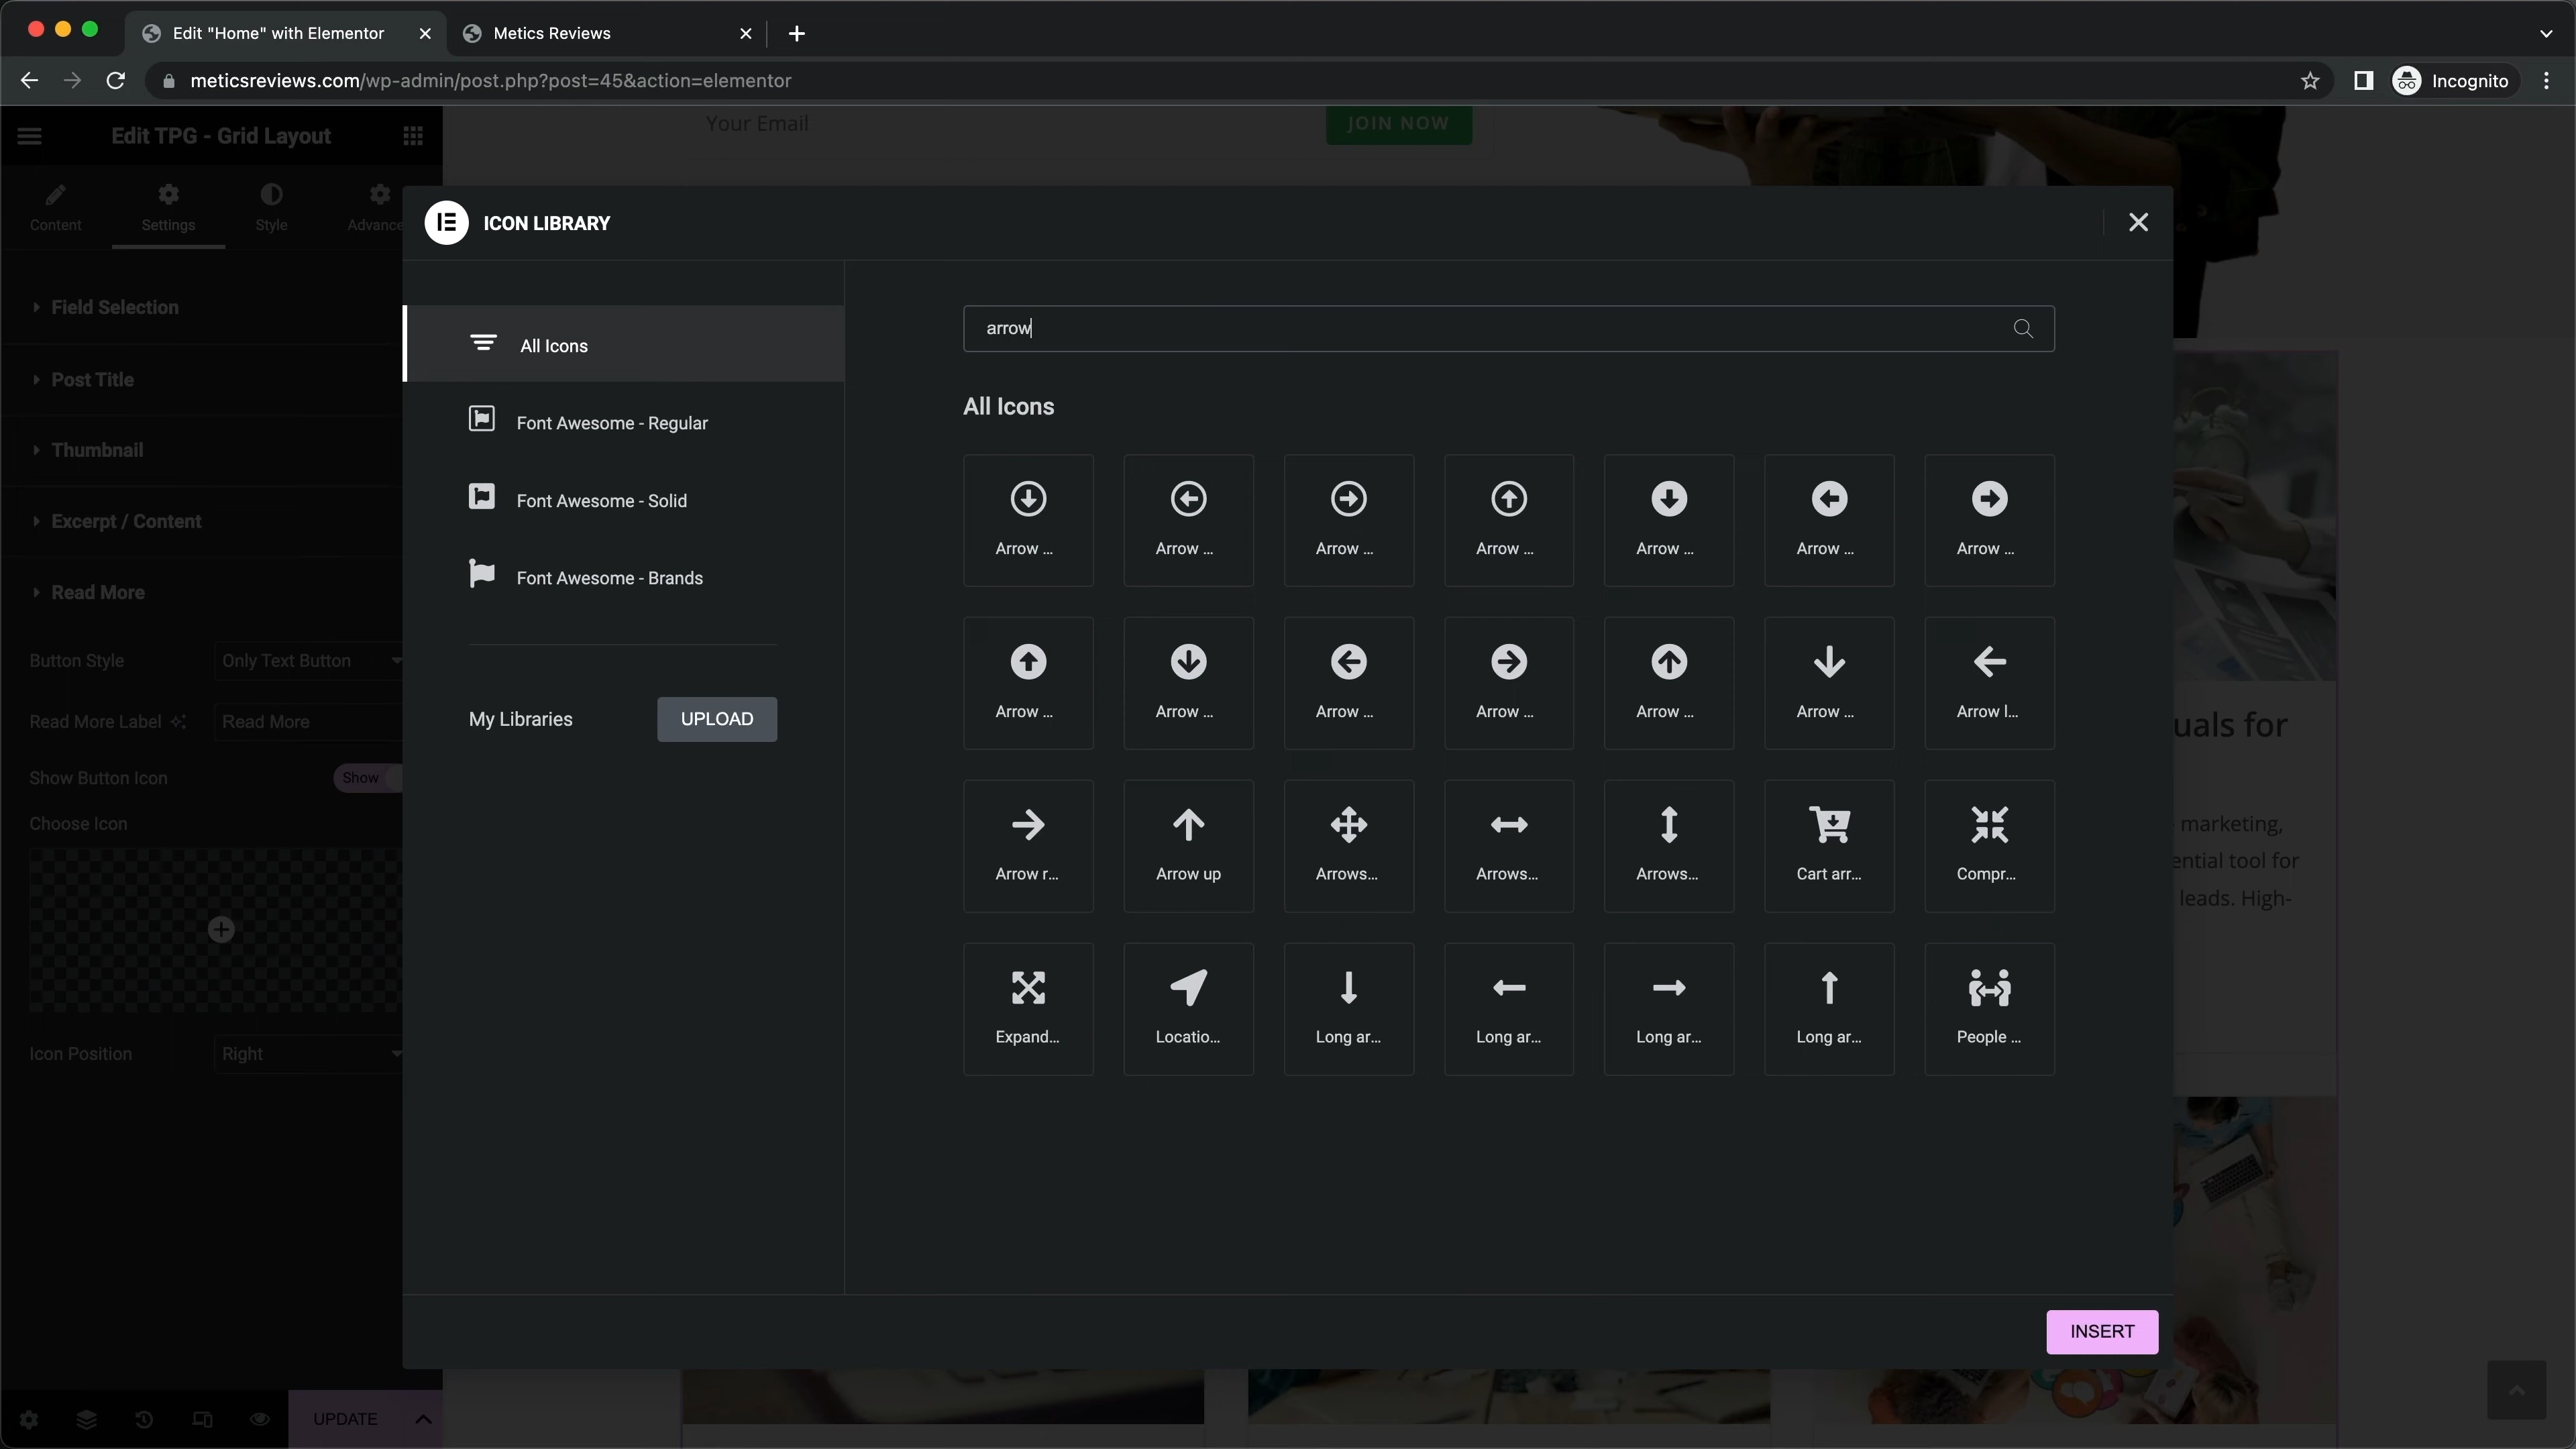 Edit "Home" with Elementor
Metics Reviews
meticsreviews.com/wp-admin/post.php?post=45&action=elementor
Incognito
Edit TPG - Grid Layout
Your Email
JOIN NOW
Content
Settings
Style
Advance
ICON LIBRARY
Field Selection
Post Title
Thumbnail
Excerpt / Content
Read More
Button Style
Only Text Button
Read More Label
Read More
Show Button Icon
Show
Choose Icon
Icon Position
Right
UPDATE
All Icons
Font Awesome - Regular
Font Awesome - Solid
Font Awesome - Brands
My Libraries
UPLOAD
arrow
All Icons
Arrow ...
Arrow ...
Arrow ...
Arrow ...
Arrow ...
Arrow ...
Arrow ...
Arrow ...
Arrow ...
Arrow ...
Arrow ...
Arrow ...
Arrow ...
Arrow l...
Arrow r...
Arrow up
Arrows...
Arrows...
Arrows...
Cart arr...
Compr...
Expand...
Locatio...
Long ar...
Long ar...
Long ar...
Long ar...
People ...
INSERT
uals for
marketing,
ential tool for
leads. High-